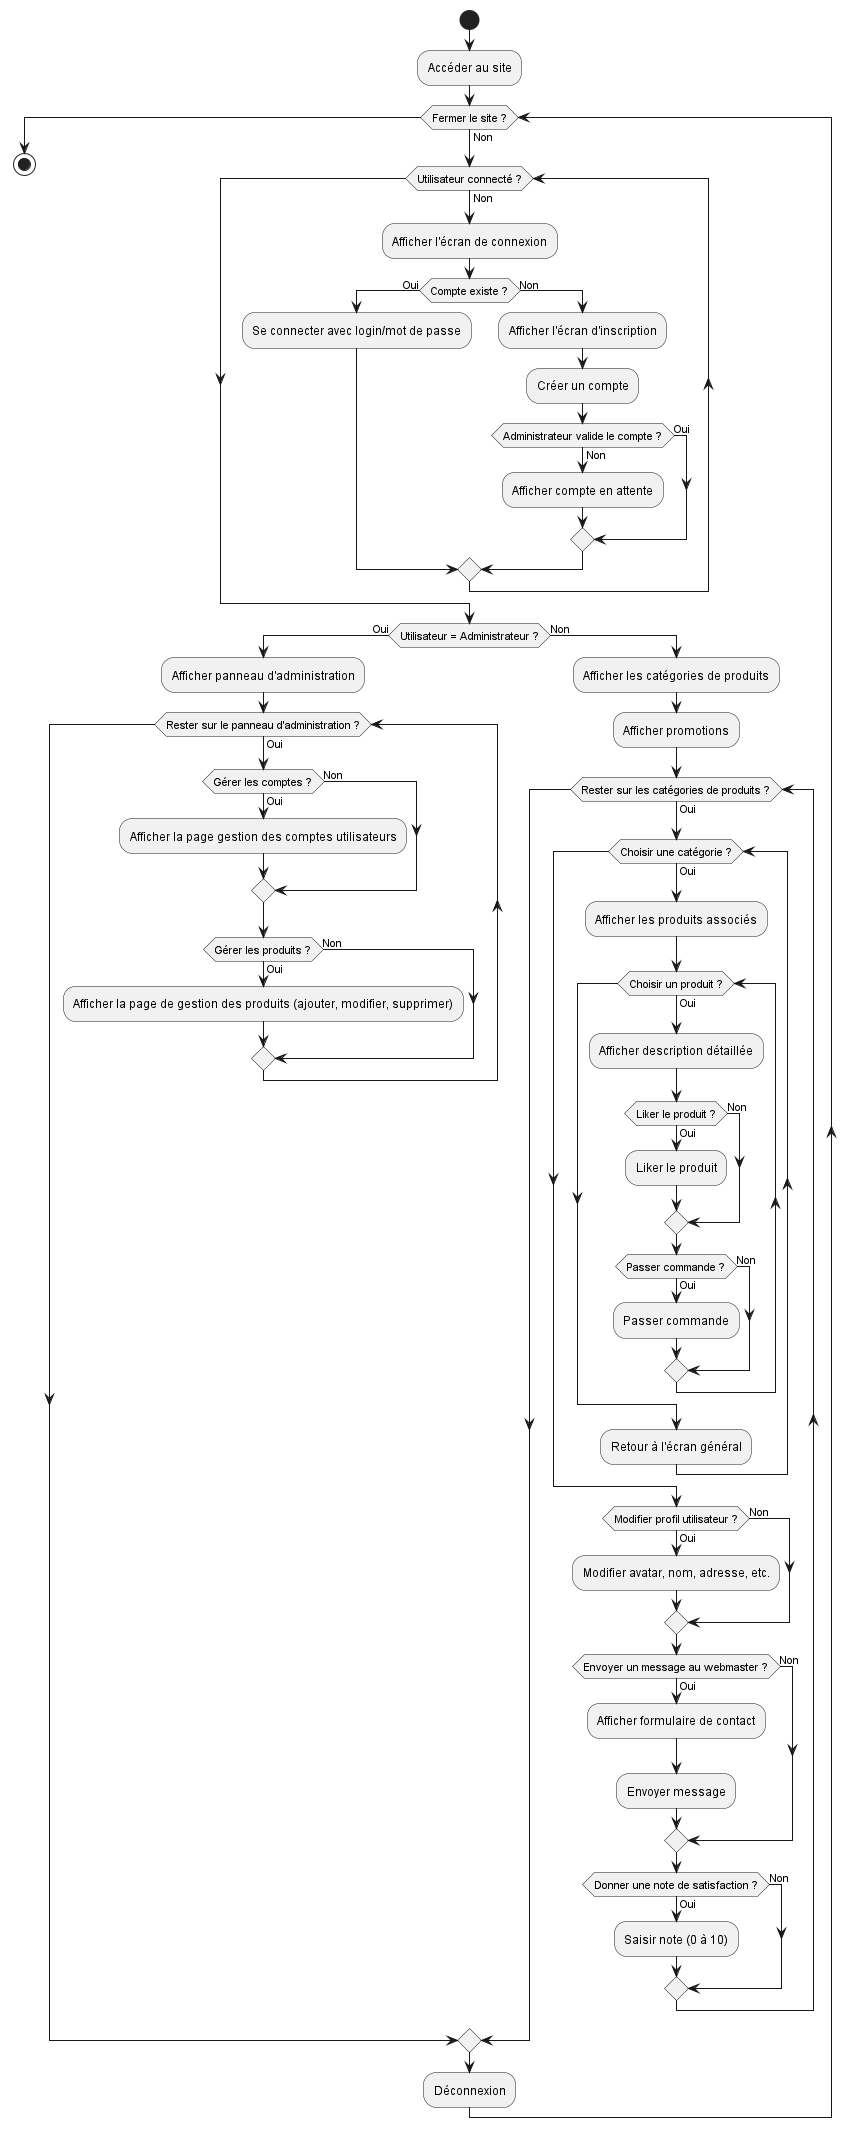 Accéder au site
Fermer le site ?
Non
Utilisateur connecté ?
Non
Afficher l'écran de connexion
Oui
Compte existe ?
Non
Se connecter avec login/mot de passe
Afficher l'écran d'inscription
Créer un compte
Administrateur valide le compte ?
Oui
Non
Afficher compte en attente
Oui
Utilisateur = Administrateur ?
Non
Afficher panneau d'administration
Rester sur le panneau d'administration ?
Oui
Gérer les comptes ?
Non
Oui
Afficher la page gestion des comptes utilisateurs
Gérer les produits ?
Non
Oui
Afficher la page de gestion des produits (ajouter, modifier, supprimer)
Afficher les catégories de produits
Afficher promotions
Rester sur les catégories de produits ?
Oui
Choisir une catégorie ?
Oui
Afficher les produits associés
Choisir un produit ?
Oui
Afficher description détaillée
Liker le produit ?
Non
Oui
Liker le produit
Passer commande ?
Non
Oui
Passer commande
Retour à l'écran général
Modifier profil utilisateur ?
Non
Oui
Modifier avatar, nom, adresse, etc.
Envoyer un message au webmaster ?
Non
Oui
Afficher formulaire de contact
Envoyer message
Donner une note de satisfaction ?
Non
Oui
Saisir note (0 à 10)
Déconnexion